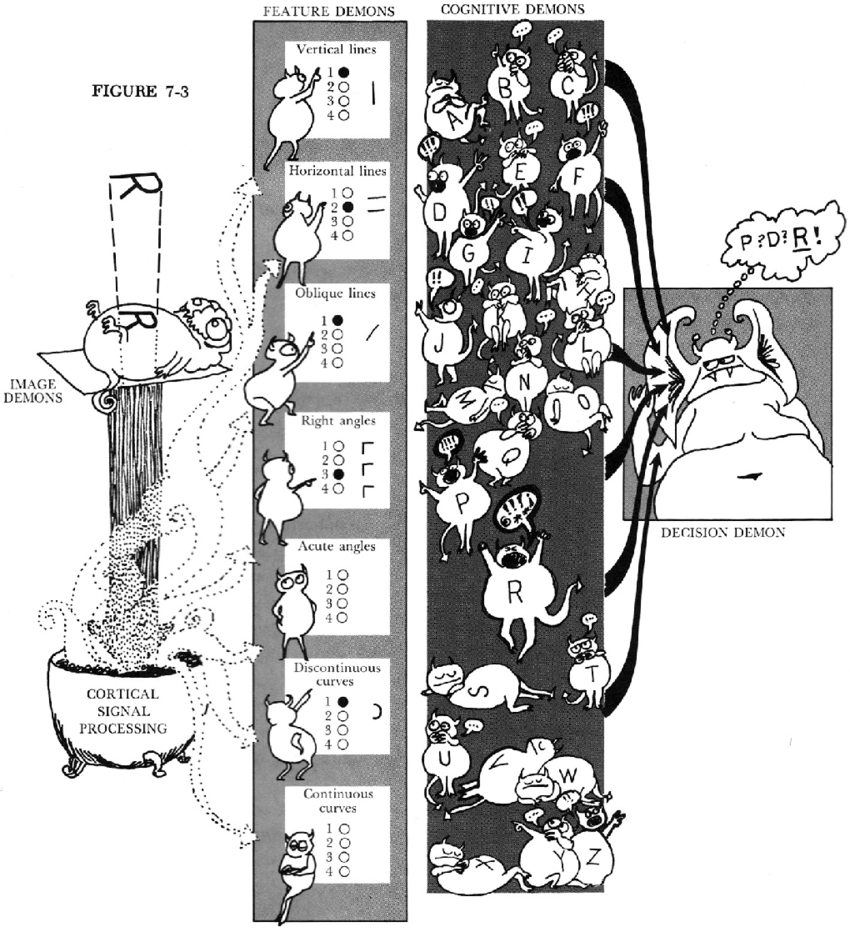 FEATURE DEMONS
COGNITIVE DEMONS
FIGURE 7-3
R
R
IMAGE
DEMONS
CORTICAL
SIGNAL
PROCESSING
Vertical lines
1
2
3
4
Horizontal lines
1
2
3
4
Oblique lines
1
2
3
4
Right angles
1
2
3
4
Acute angles
1
2
3
4
Discontinuous
curves
1
2
3
4
Continuous
curves
1
2
3
4
A
B
C
D
E
F
G
I
J
L
M
N
O
Q
P
R
S
T
U
V
W
X
Y
Z
P?D?R!
DECISION DEMON